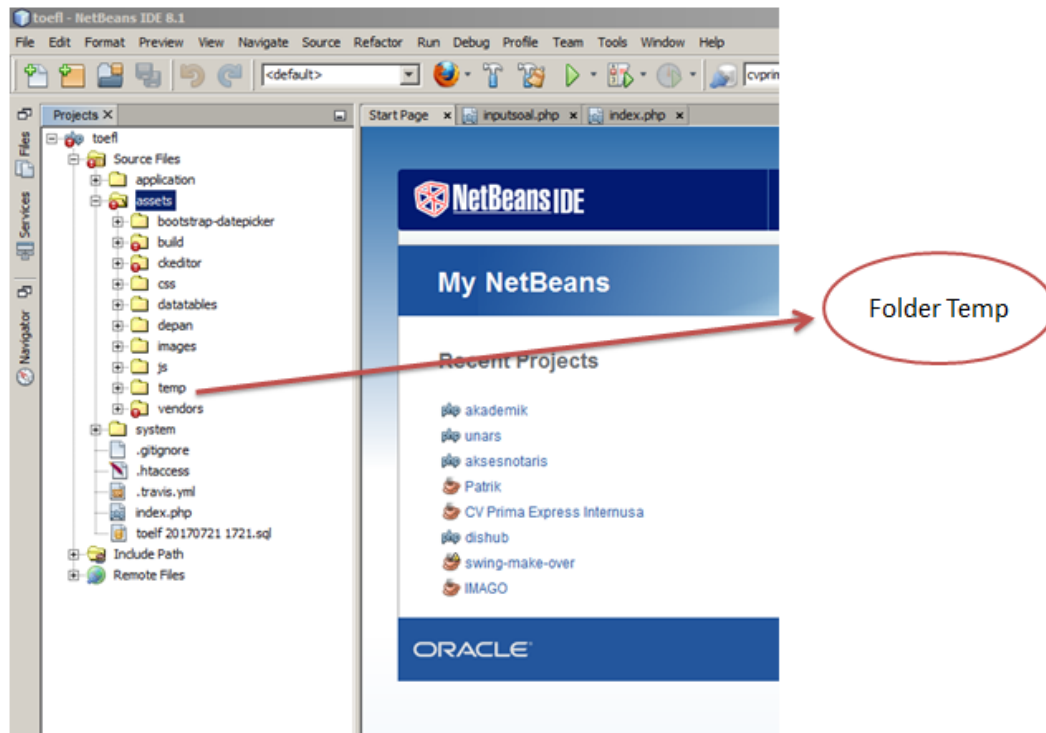 toefl - NetBeans IDE 8.1
File Edit Format Preview View Navigate Source Refactor Run Debug Profile Team Tools Window Help
<default>
cvprin
Projects
Start Page
inputsoal.php
index.php
Files
Services
Navigator
toefl
Source Files
application
assets
bootstrap-datepicker
build
ckeditor
css
datatables
depan
images
js
temp
vendors
system
.gitignore
.htaccess
.travis.yml
index.php
toelf 20170721 1721.sql
Include Path
Remote Files
NetBeans IDE
My NetBeans
Recent Projects
akademik
unars
aksesnotaris
Patrik
CV Prima Express Internusa
dishub
swing-make-over
IMAGO
ORACLE
Folder Temp